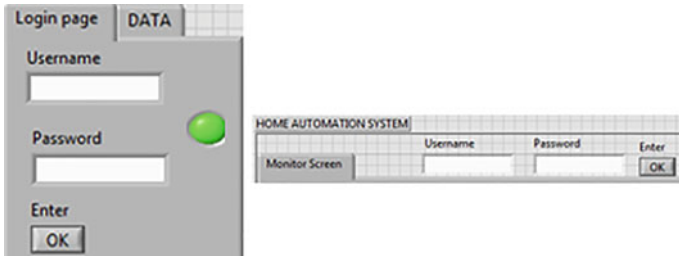 Login page DATA
Username
Password
Enter
OK
HOME AUTOMATION SYSTEM
Username Password Enter
Monitor Screen OK